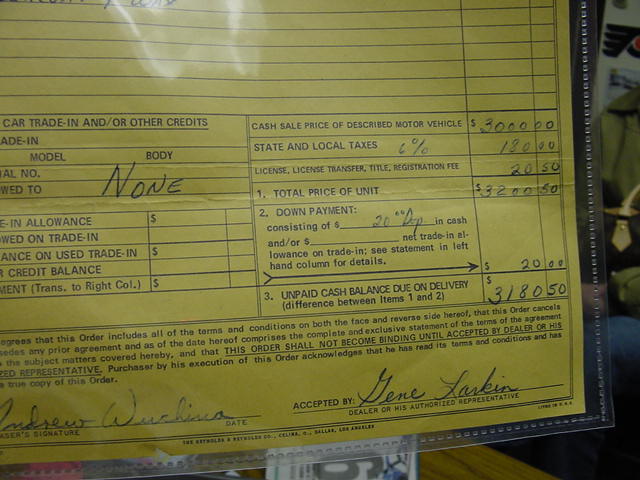 CAR TRADE-IN AND/OR OTHER CREDITS
ADE-IN
MODEL BODY
AL NO.
OWED TO NONE
E-IN ALLOWANCE $
OWED ON TRADE-IN
ANCE ON USED TRADE-IN $
R CREDIT BALANCE
MENT (Trans. to Right Col.) $
CASH SALE PRICE OF DESCRIBED MOTOR VEHICLE $ 3000 00
STATE AND LOCAL TAXES 6% 180 00
LICENSE, LICENSE TRANSFER, TITLE, REGISTRATION FEE 20 50
1. TOTAL PRICE OF UNIT $ 3200 50
2. DOWN PAYMENT:
consisting of $ 20 00 Dep. in cash
and/or $ net trade-in al-
lowance on trade-in; see statement in left
hand column for details. $ 20 00
3. UNPAID CASH BALANCE DUE ON DELIVERY $ 3180 50
(difference between Items 1 and 2)
agrees that this Order includes all of the terms and conditions on both the face and reverse side hereof, that this Order cancels
sedes any prior agreement and as of the date hereof comprises the complete and exclusive statement of the terms of the agreement
the subject matters covered hereby, and that THIS ORDER SHALL NOT BECOME BINDING UNTIL ACCEPTED BY DEALER OR HIS
IZED REPRESENTATIVE. Purchaser by his execution of this Order acknowledges that he has read its terms and conditions and has
a true copy of this Order.
Andrew
ASER'S SIGNATURE DATE
ACCEPTED BY: Gene Larkin
DEALER OR HIS AUTHORIZED REPRESENTATIVE
THE REYNOLDS & REYNOLDS CO., CELINA, O., DALLAS, LOS ANGELES
LITHO IN U.S.A.